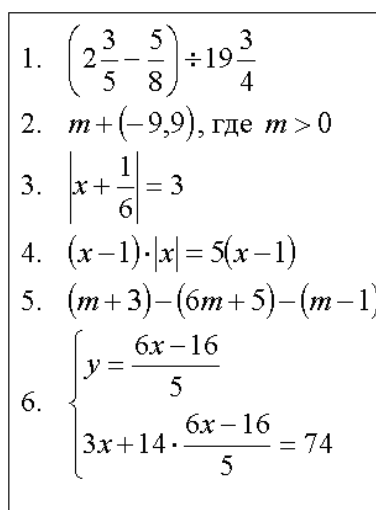 1. (2 3/5 − 5/8) ÷ 19 3/4
2. m + (−9,9), где m > 0
3. |x + 1/6| = 3
4. (x − 1)·|x| = 5(x − 1)
5. (m + 3) − (6m + 5) − (m − 1)
6. { y = (6x − 16)/5
3x + 14 · (6x − 16)/5 = 74